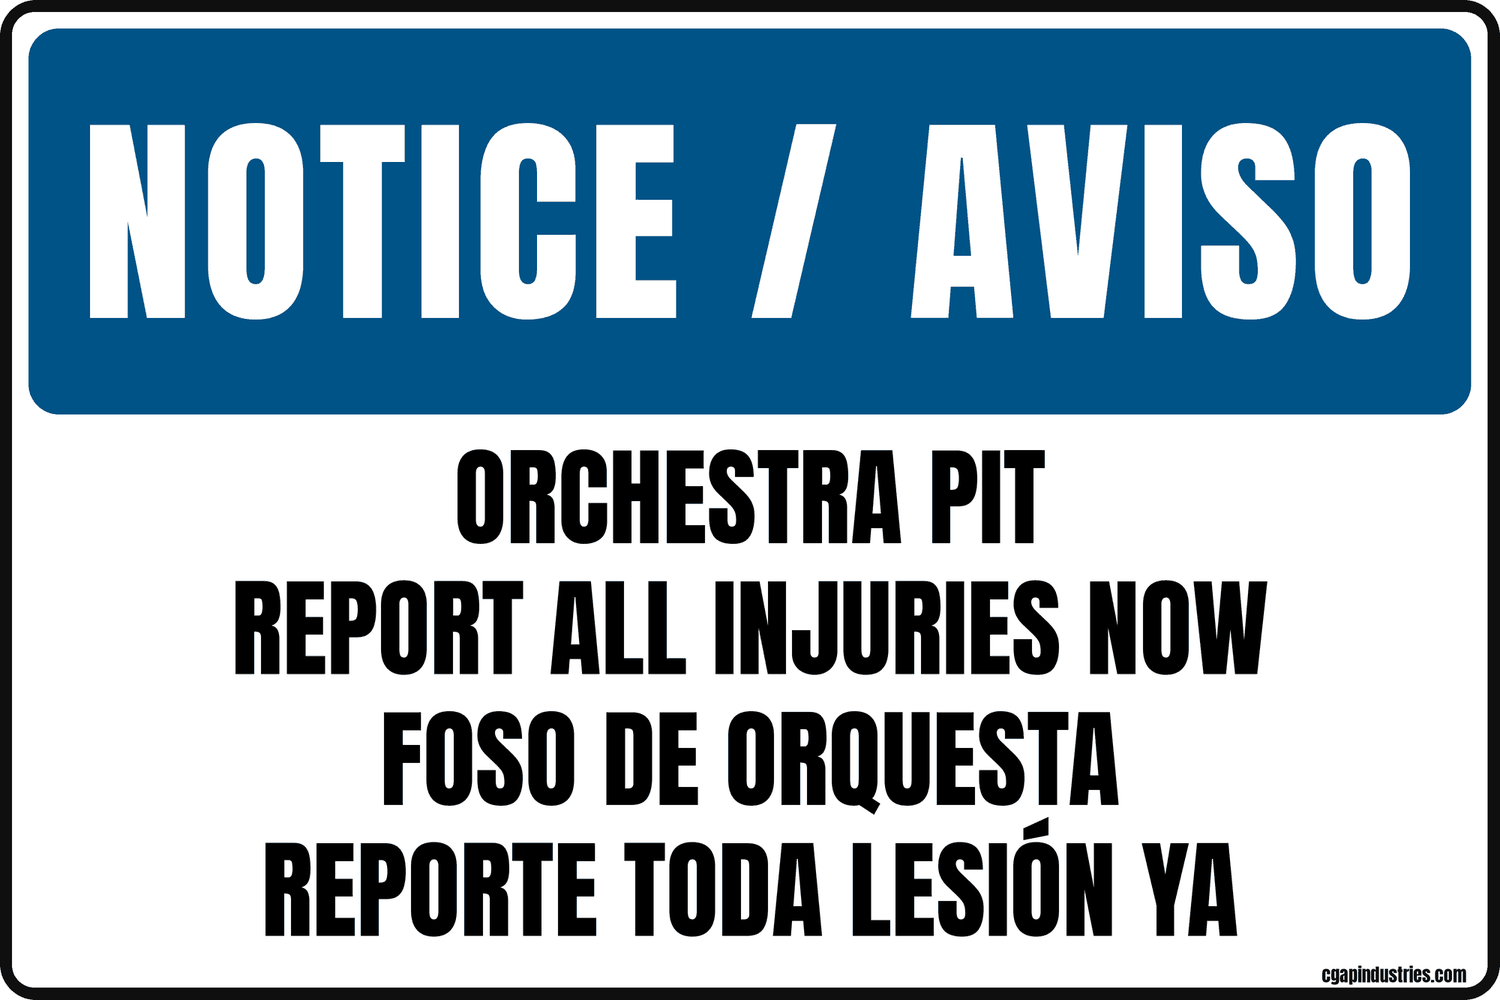 NOTICE / AVISO
ORCHESTRA PIT
REPORT ALL INJURIES NOW
FOSO DE ORQUESTA
REPORTE TODA LESIÓN YA
cgapindustries.com